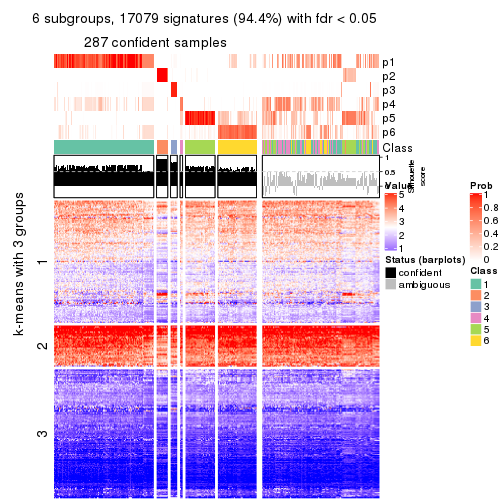 6 subgroups, 17079 signatures (94.4%) with fdr < 0.05
287 confident samples
p1
p2
p3
p4
p5
p6
Class
1
0.5
0
Silhouette
score
k-means with 3 groups
1
2
3
Value
5
4
3
2
1
Status (barplots)
confident
ambiguous
Prob
1
0.8
0.6
0.4
0.2
0
Class
1
2
3
4
5
6